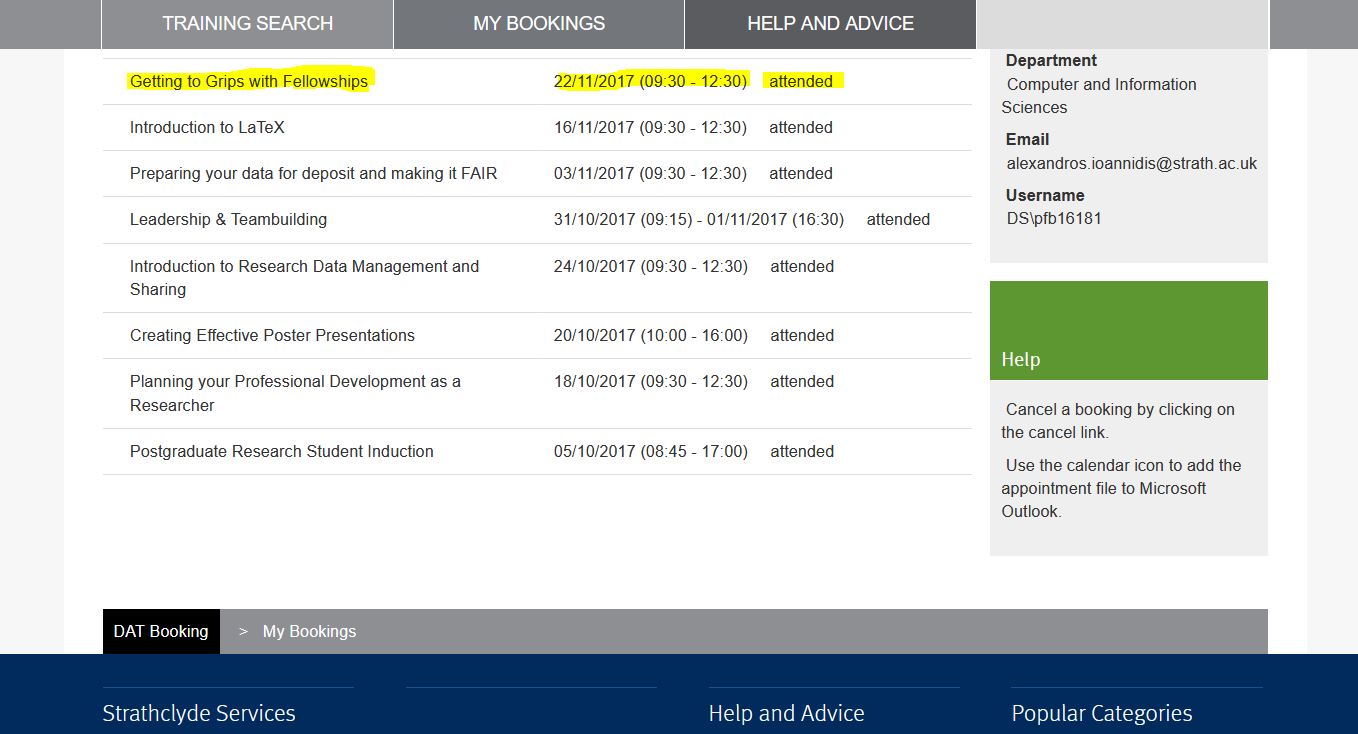 TRAINING SEARCH MY BOOKINGS HELP AND ADVICE
Getting to Grips with Fellowships 22/11/2017 (09:30 - 12:30) attended
Introduction to LaTeX 16/11/2017 (09:30 - 12:30) attended
Preparing your data for deposit and making it FAIR 03/11/2017 (09:30 - 12:30) attended
Leadership & Teambuilding 31/10/2017 (09:15) - 01/11/2017 (16:30) attended
Introduction to Research Data Management and 24/10/2017 (09:30 - 12:30) attended
Sharing
Creating Effective Poster Presentations 20/10/2017 (10:00 - 16:00) attended
Planning your Professional Development as a 18/10/2017 (09:30 - 12:30) attended
Researcher
Postgraduate Research Student Induction 05/10/2017 (08:45 - 17:00) attended
Department
Computer and Information
Sciences
Email
alexandros.ioannidis@strath.ac.uk
Username
DS\pfb16181
Help
Cancel a booking by clicking on
the cancel link.
Use the calendar icon to add the
appointment file to Microsoft
Outlook.
DAT Booking > My Bookings
Strathclyde Services Help and Advice Popular Categories